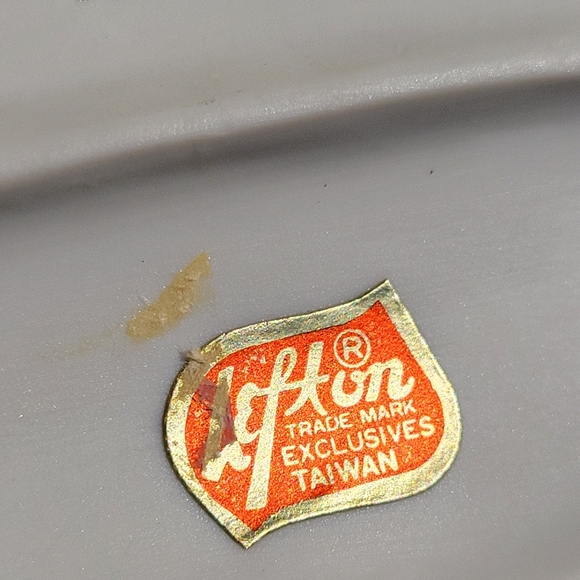 Lefton ®
TRADE MARK
EXCLUSIVES
TAIWAN